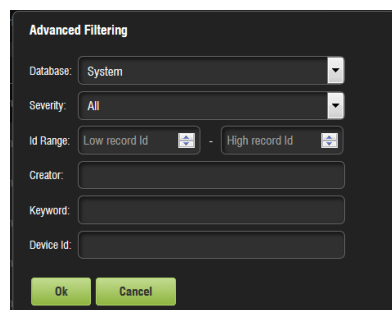 Advanced Filtering
Database: System
Severity: All
Id Range: Low record Id - High record Id
Creator:
Keyword:
Device Id:
Ok Cancel